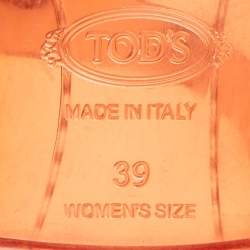 TOD'S
MADE IN ITALY
39
WOMEN'S SIZE